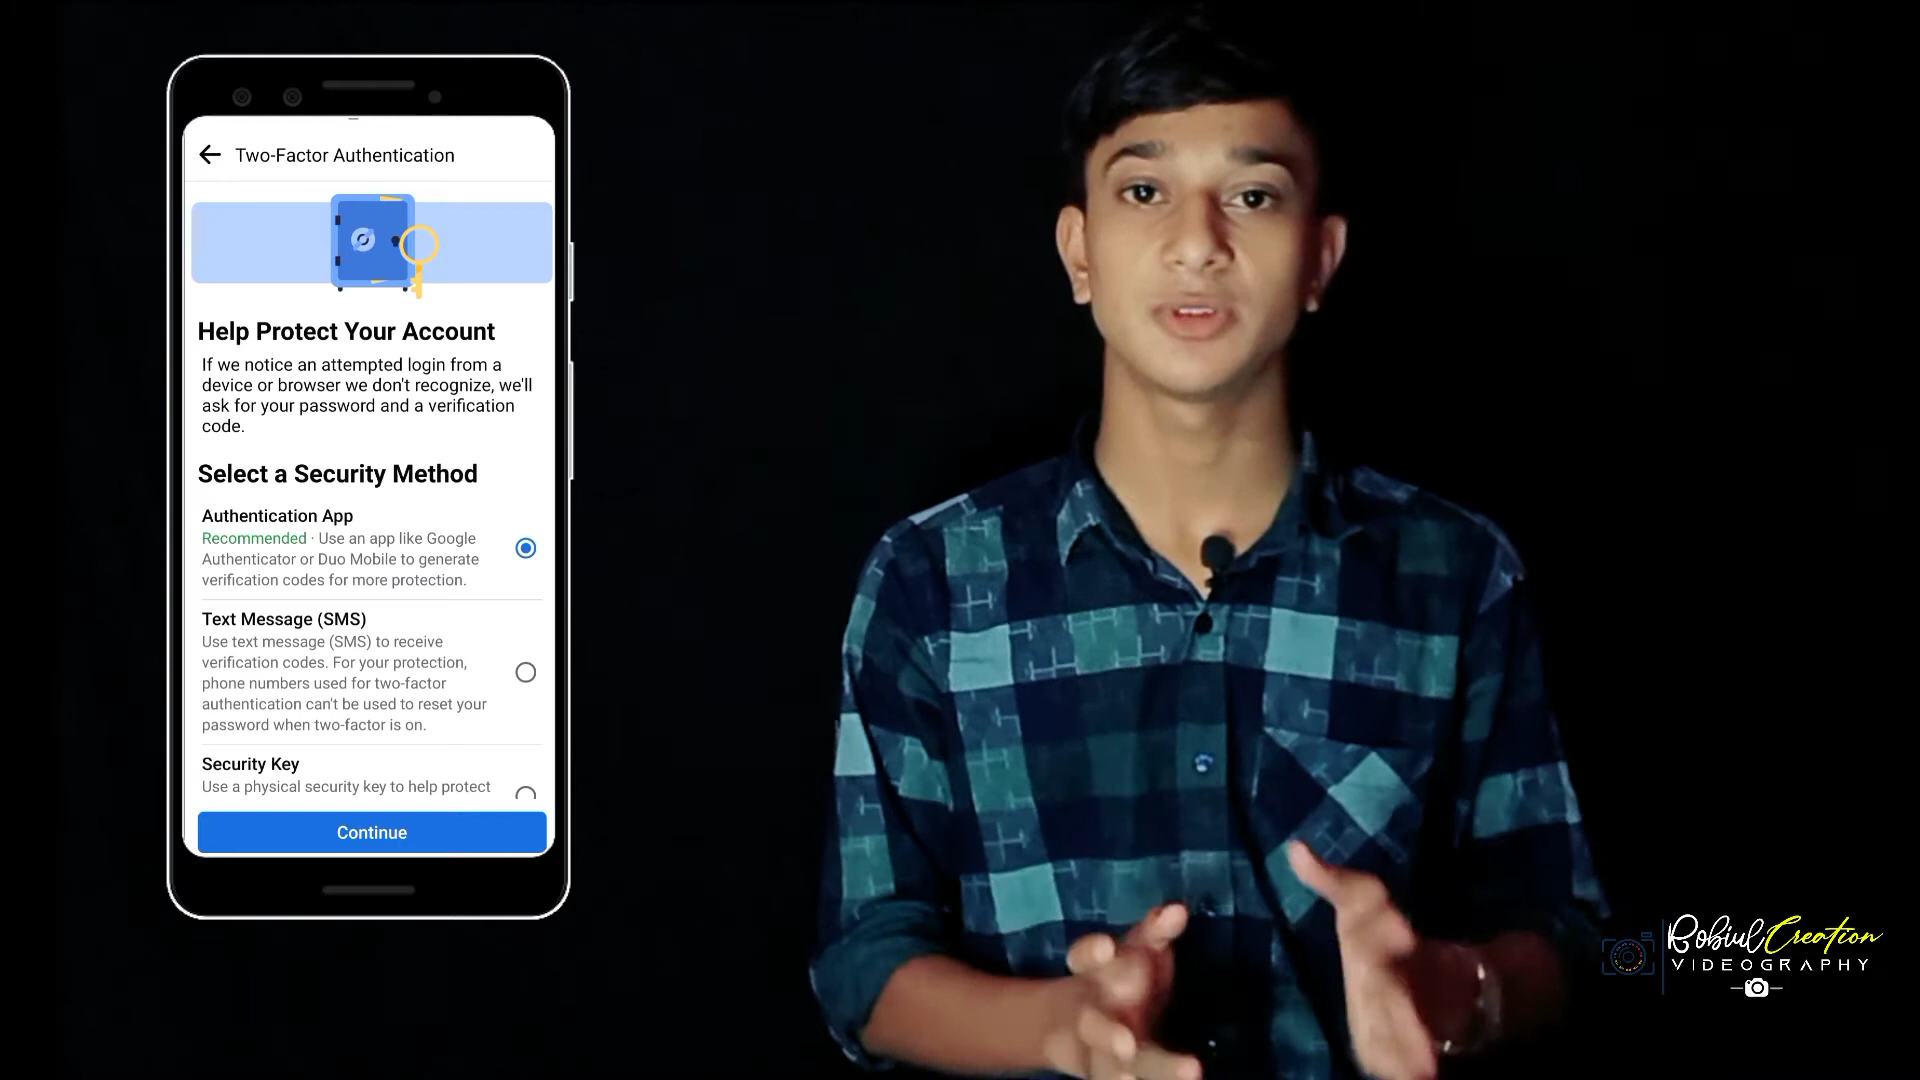 Two-Factor Authentication
Help Protect Your Account
If we notice an attempted login from a
device or browser we don't recognize, we'll
ask for your password and a verification
code.
Select a Security Method
Authentication App
Recommended · Use an app like Google
Authenticator or Duo Mobile to generate
verification codes for more protection.
Text Message (SMS)
Use text message (SMS) to receive
verification codes. For your protection,
phone numbers used for two-factor
authentication can't be used to reset your
password when two-factor is on.
Security Key
Use a physical security key to help protect
Continue
Robiul Creation
VIDEOGRAPHY